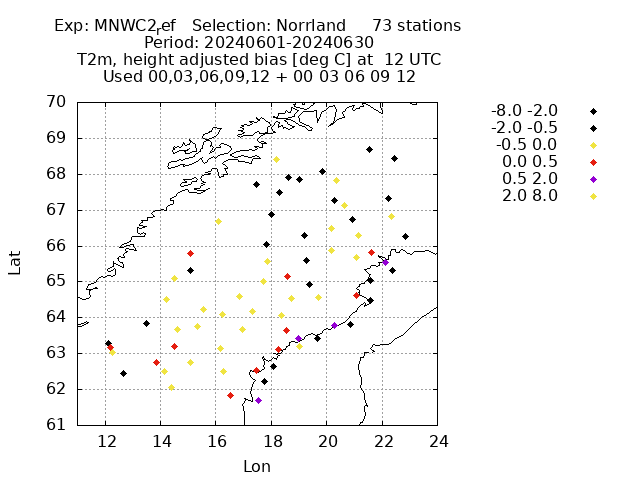 Exp: MNWC2ref   Selection: Norrland     73 stations
Period: 20240601-20240630
T2m, height adjusted bias [deg C] at  12 UTC
Used 00,03,06,09,12 + 00 03 06 09 12
-8.0 -2.0
-2.0 -0.5
-0.5 0.0
0.0 0.5
0.5 2.0
2.0 8.0
70
69
68
67
66
65
64
63
62
61
Lat
12 14 16 18 20 22 24
Lon